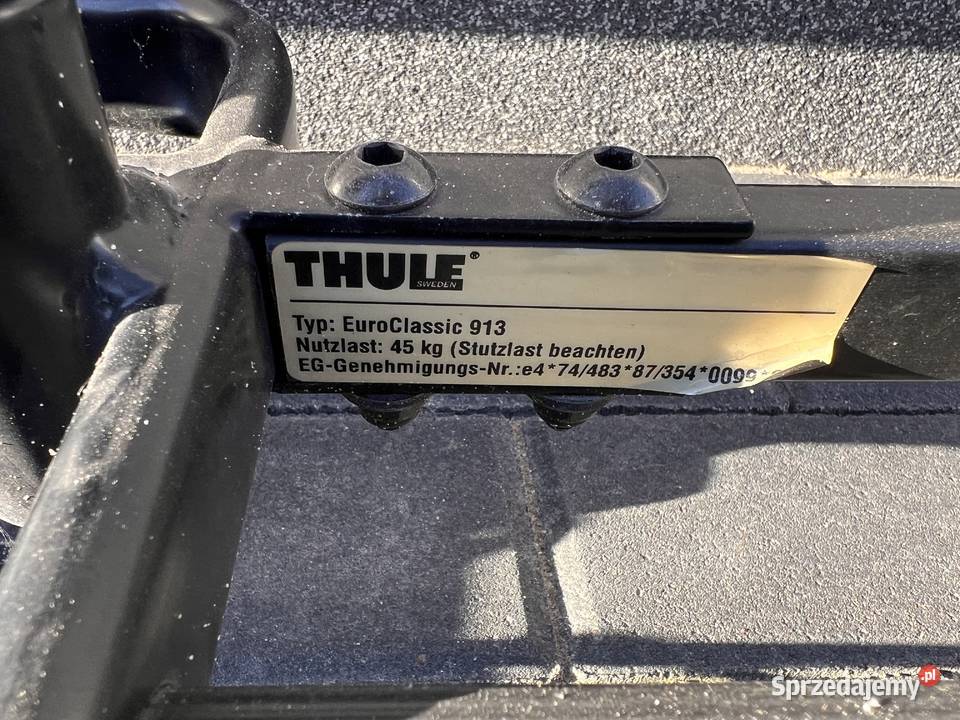 THULE®
SWEDEN
Typ: EuroClassic 913
Nutzlast: 45 kg (Stutzlast beachten)
EG-Genehmigungs-Nr.:e4*74/483*87/354*0099*
Sprzedajemy.pl